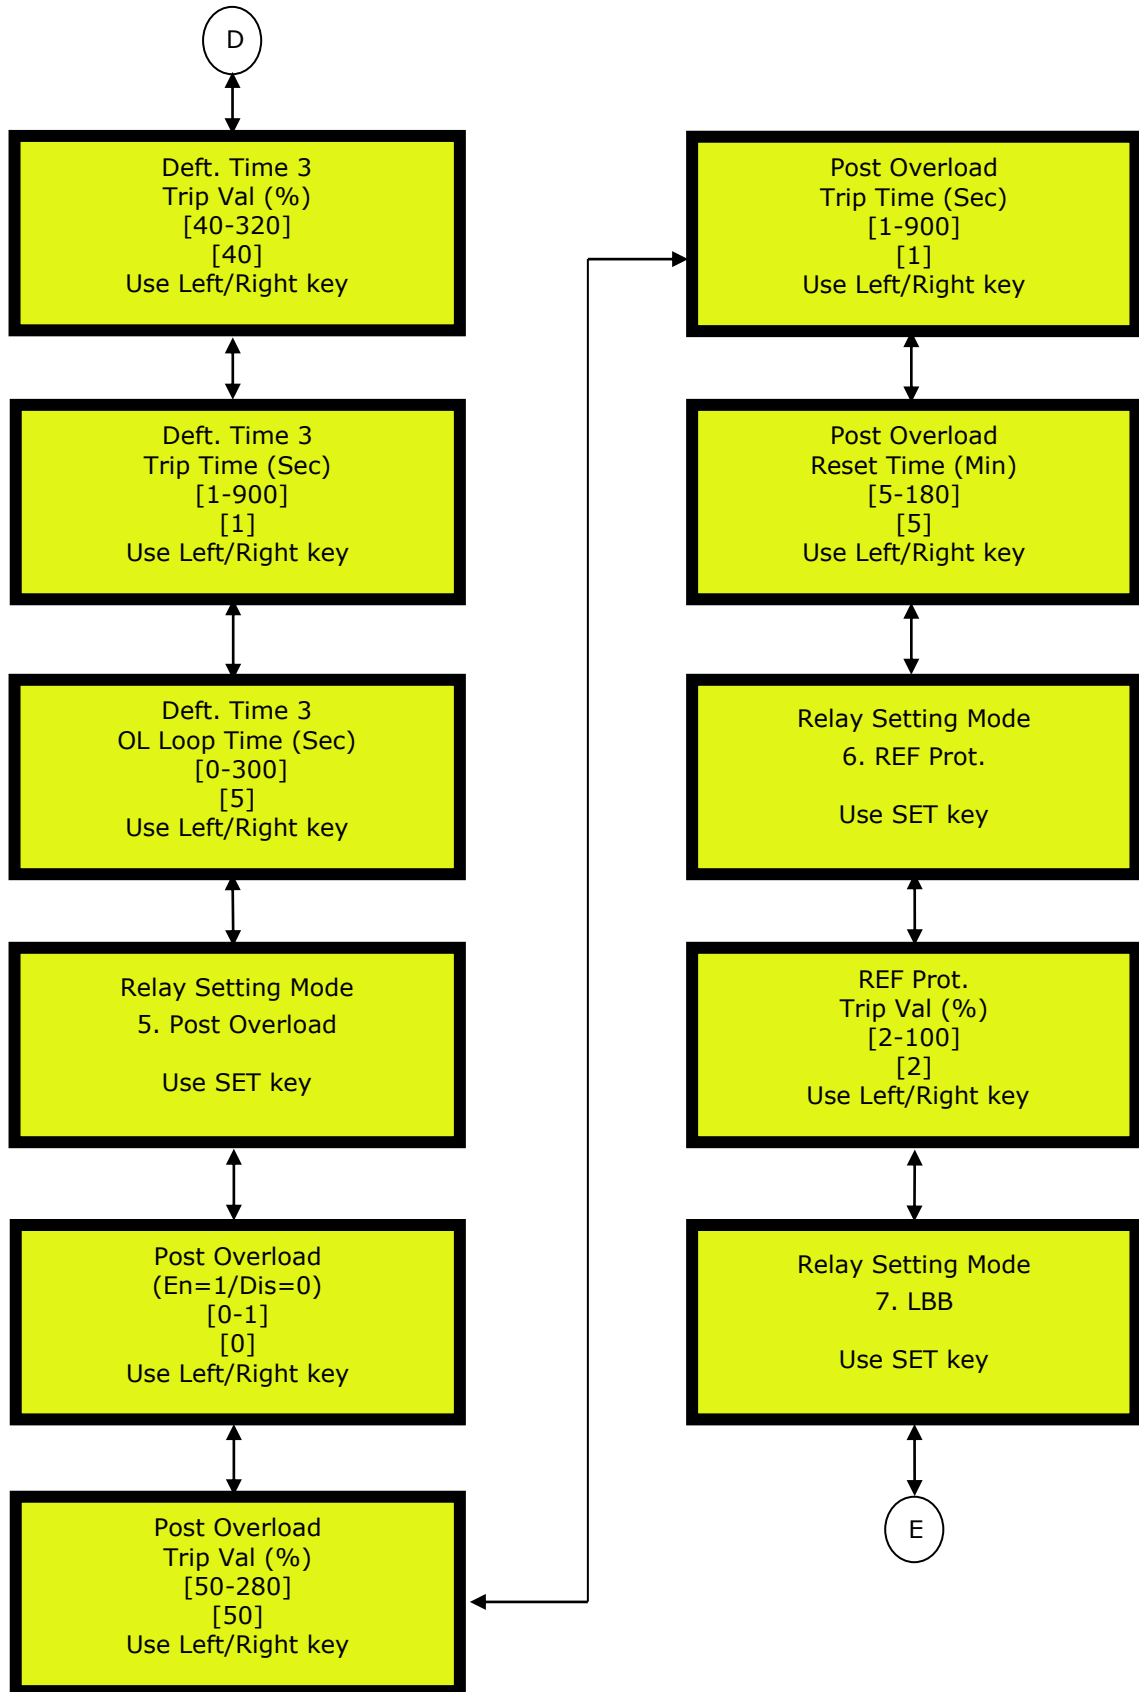 D
Deft. Time 3
Trip Val (%)
[40-320]
[40]
Use Left/Right key
Deft. Time 3
Trip Time (Sec)
[1-900]
[1]
Use Left/Right key
Deft. Time 3
OL Loop Time (Sec)
[0-300]
[5]
Use Left/Right key
Relay Setting Mode
5. Post Overload
Use SET key
Post Overload
(En=1/Dis=0)
[0-1]
[0]
Use Left/Right key
Post Overload
Trip Val (%)
[50-280]
[50]
Use Left/Right key
Post Overload
Trip Time (Sec)
[1-900]
[1]
Use Left/Right key
Post Overload
Reset Time (Min)
[5-180]
[5]
Use Left/Right key
Relay Setting Mode
6. REF Prot.
Use SET key
REF Prot.
Trip Val (%)
[2-100]
[2]
Use Left/Right key
Relay Setting Mode
7. LBB
Use SET key
E